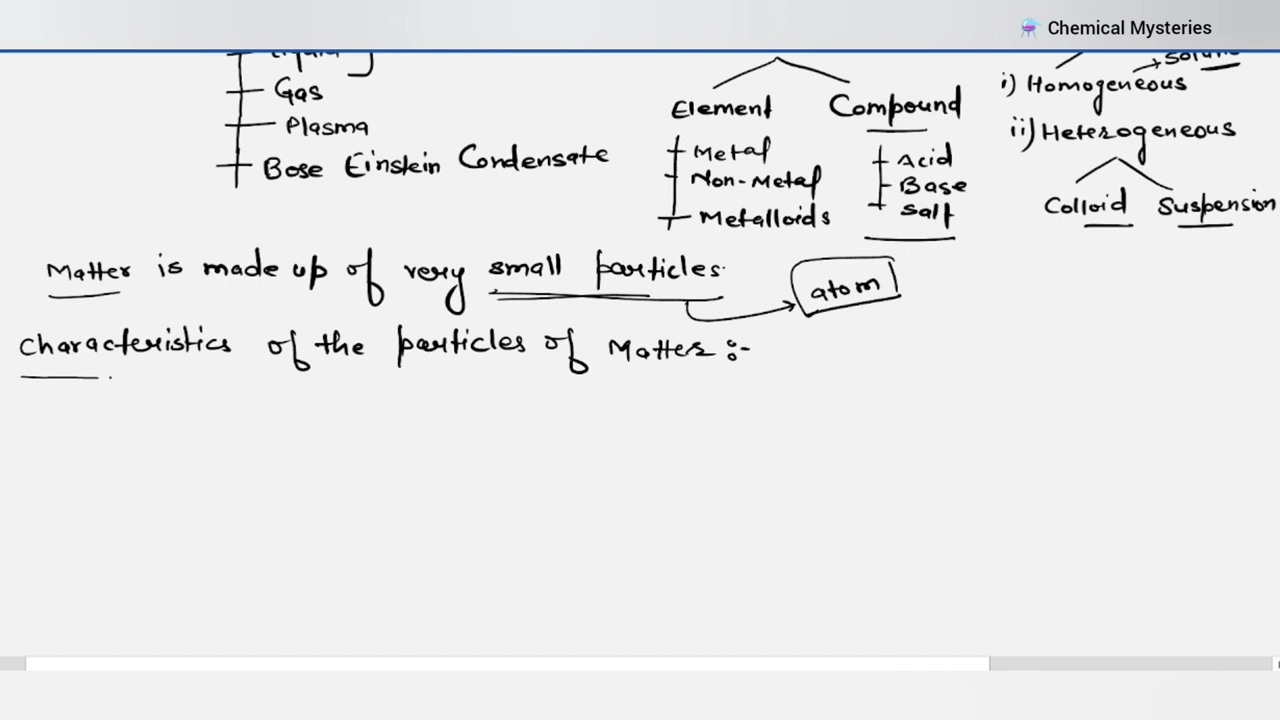 Chemical Mysteries
Gas
Plasma
Bose Einstein Condensate
Element
Metal
Non-Metal
Metalloids
Compound
Acid
Base
Salt
i) Homogeneous
ii) Heterogeneous
Colloid Suspension
Matter is made up of very small particles.
atom
Characteristics of the particles of Matter :-